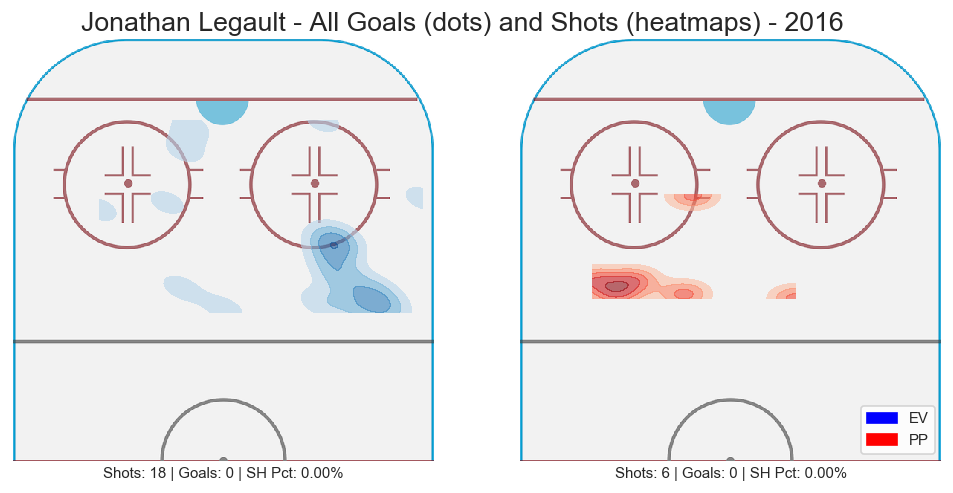 Jonathan Legault - All Goals (dots) and Shots (heatmaps) - 2016
EV
PP
Shots: 18 | Goals: 0 | SH Pct: 0.00%
Shots: 6 | Goals: 0 | SH Pct: 0.00%